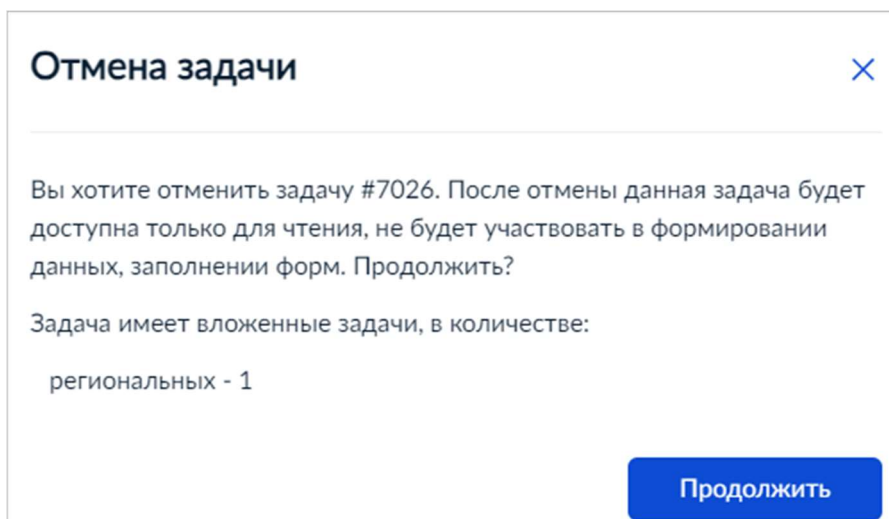 Отмена задачи
Вы хотите отменить задачу #7026. После отмены данная задача будет
доступна только для чтения, не будет участвовать в формировании
данных, заполнении форм. Продолжить?
Задача имеет вложенные задачи, в количестве:
региональных - 1
Продолжить